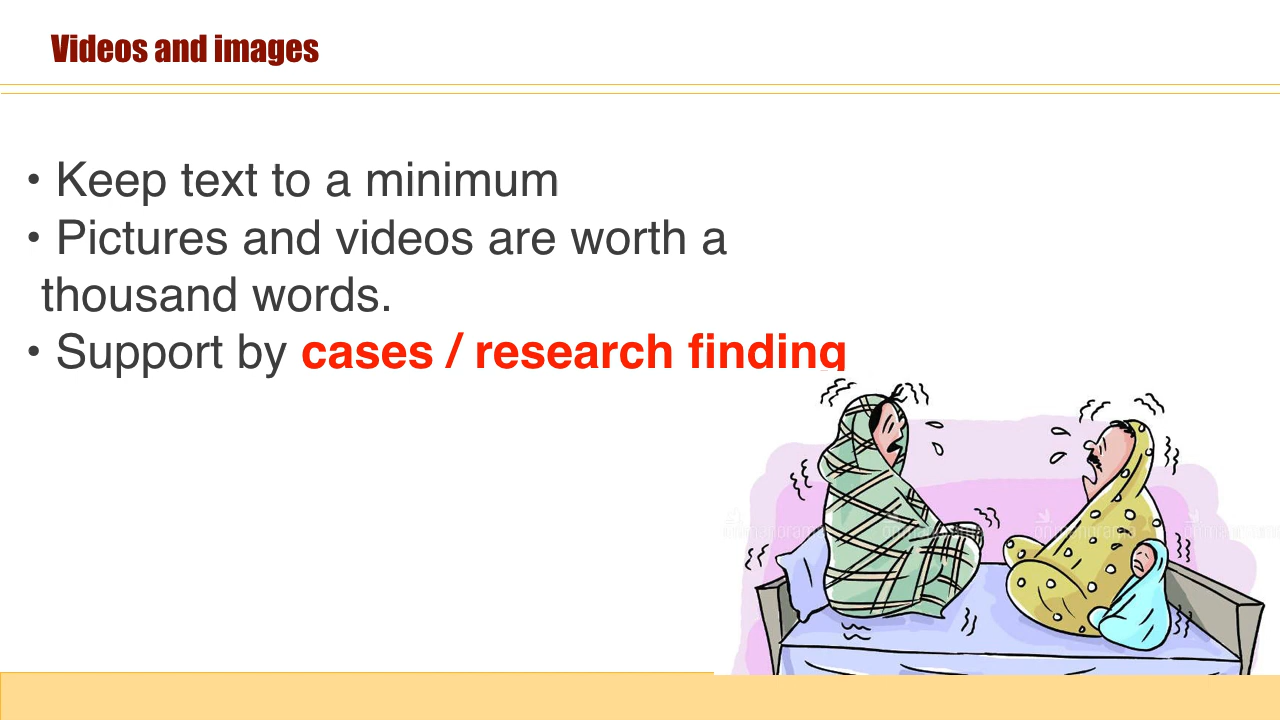 Videos and images
• Keep text to a minimum
• Pictures and videos are worth a
thousand words.
• Support by cases / research finding